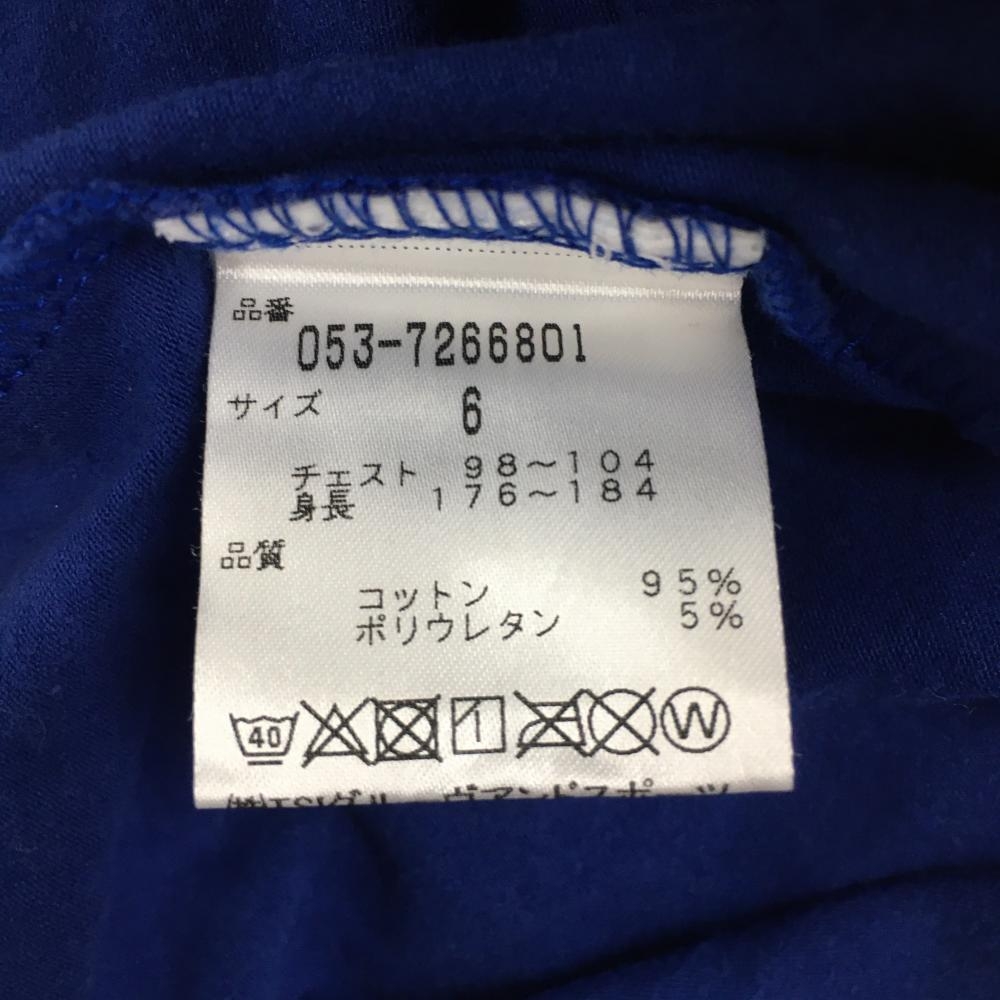 品番
053-7266801
サイズ 6
チェスト 98～104
身長 176～184
品質
コットン 95%
ポリウレタン 5%
40 W